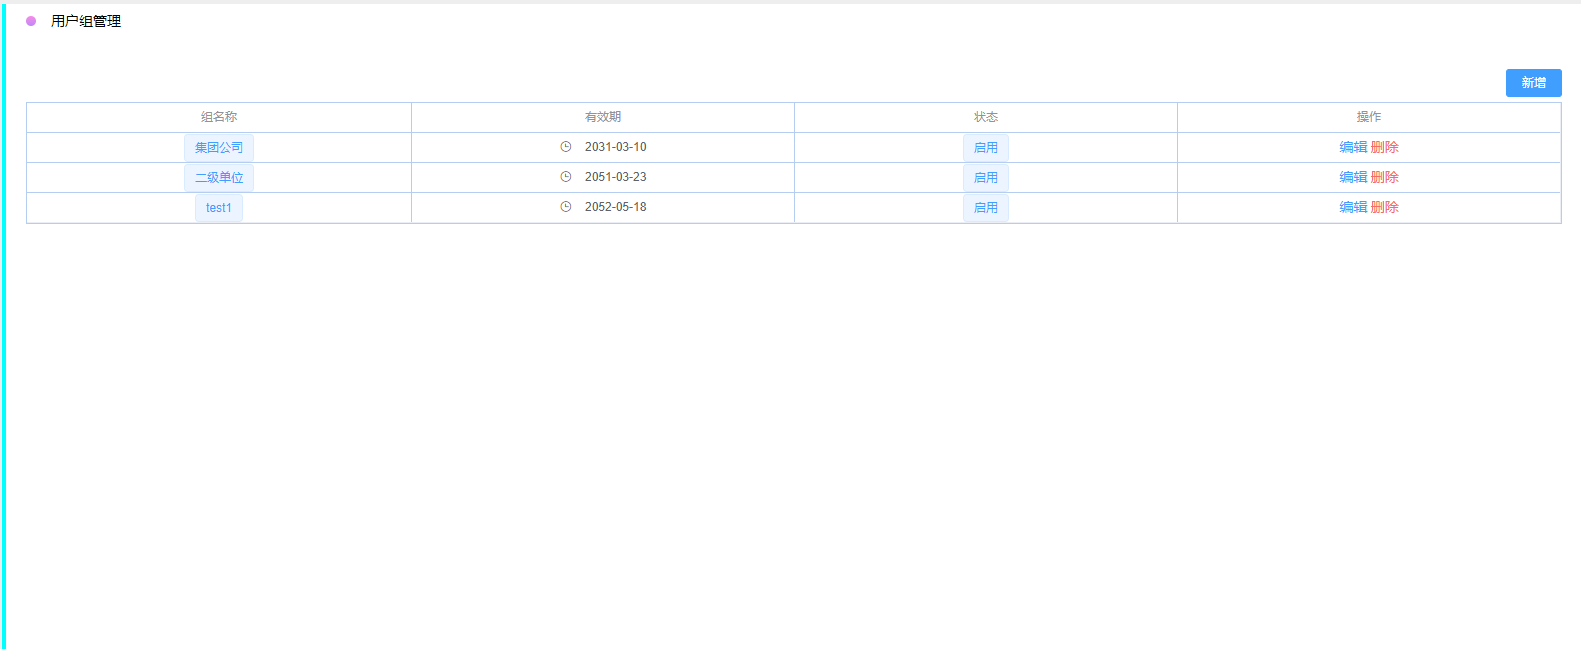 用户组管理
新增
组名称 有效期 状态 操作
集团公司 2031-03-10 启用 编辑 删除
二级单位 2051-03-23 启用 编辑 删除
test1 2052-05-18 启用 编辑 删除